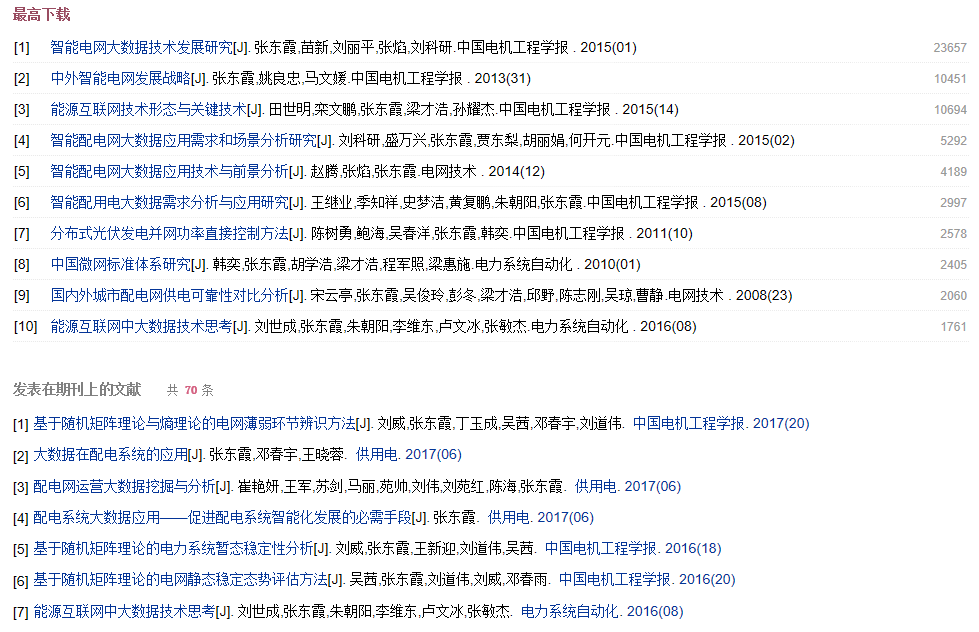 最高下载
[1] 智能电网大数据技术发展研究[J]. 张东霞,苗新,刘丽平,张焰,刘科研.中国电机工程学报 . 2015(01) 23657
[2] 中外智能电网发展战略[J]. 张东霞,姚良忠,马文媛.中国电机工程学报 . 2013(31) 10451
[3] 能源互联网技术形态与关键技术[J]. 田世明,栾文鹏,张东霞,梁才浩,孙耀杰.中国电机工程学报 . 2015(14) 10694
[4] 智能配电网大数据应用需求和场景分析研究[J]. 刘科研,盛万兴,张东霞,贾东梨,胡丽娟,何开元.中国电机工程学报 . 2015(02) 5292
[5] 智能配电网大数据应用技术与前景分析[J]. 赵腾,张焰,张东霞.电网技术 . 2014(12) 4189
[6] 智能配用电大数据需求分析与应用研究[J]. 王继业,季知祥,史梦洁,黄复鹏,朱朝阳,张东霞.中国电机工程学报 . 2015(08) 2997
[7] 分布式光伏发电并网功率直接控制方法[J]. 陈树勇,鲍海,吴春洋,张东霞,韩奕.中国电机工程学报 . 2011(10) 2578
[8] 中国微网标准体系研究[J]. 韩奕,张东霞,胡学浩,梁才浩,程军照,梁惠施.电力系统自动化 . 2010(01) 2405
[9] 国内外城市配电网供电可靠性对比分析[J]. 宋云亭,张东霞,吴俊玲,彭冬,梁才浩,邱野,陈志刚,吴琼,曹静.电网技术 . 2008(23) 2060
[10] 能源互联网中大数据技术思考[J]. 刘世成,张东霞,朱朝阳,李维东,卢文冰,张敏杰.电力系统自动化 . 2016(08) 1761
发表在期刊上的文献 共 70 条
[1] 基于随机矩阵理论与熵理论的电网薄弱环节辨识方法[J]. 刘威,张东霞,丁玉成,吴茜,邓春宇,刘道伟. 中国电机工程学报. 2017(20)
[2] 大数据在配电系统的应用[J]. 张东霞,邓春宇,王晓蓉. 供用电. 2017(06)
[3] 配电网运营大数据挖掘与分析[J]. 崔艳妍,王军,苏剑,马丽,苑帅,刘伟,刘苑红,陈海,张东霞. 供用电. 2017(06)
[4] 配电系统大数据应用——促进配电系统智能化发展的必需手段[J]. 张东霞. 供用电. 2017(06)
[5] 基于随机矩阵理论的电力系统暂态稳定性分析[J]. 刘威,张东霞,王新迎,刘道伟,吴茜. 中国电机工程学报. 2016(18)
[6] 基于随机矩阵理论的电网静态稳定态势评估方法[J]. 吴茜,张东霞,刘道伟,刘威,邓春雨. 中国电机工程学报. 2016(20)
[7] 能源互联网中大数据技术思考[J]. 刘世成,张东霞,朱朝阳,李维东,卢文冰,张敏杰. 电力系统自动化. 2016(08)